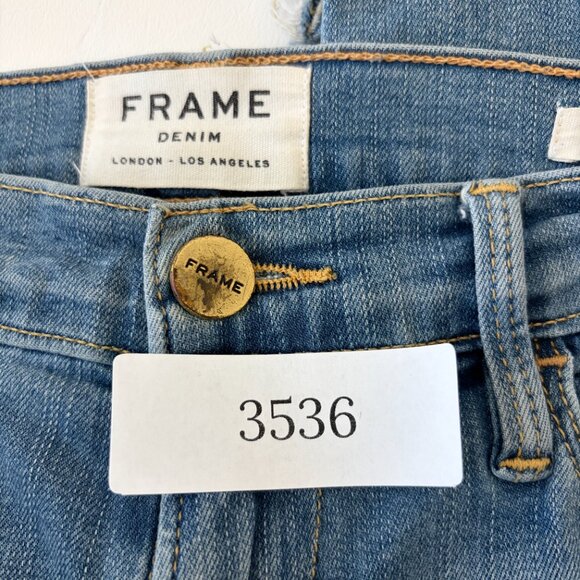 FRAME
DENIM
LONDON - LOS ANGELES
FRAME
3536